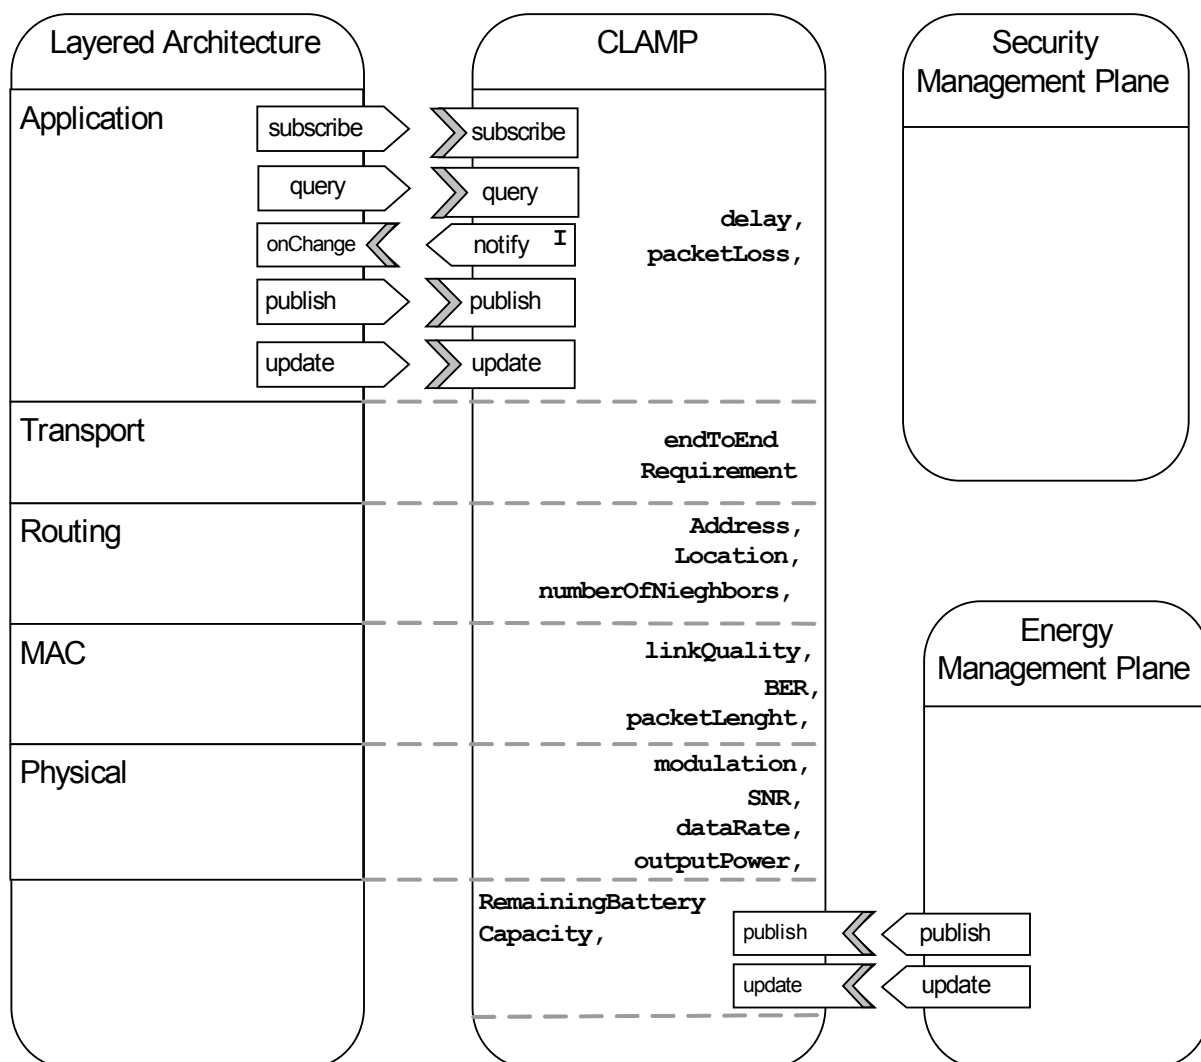 Layered Architecture
CLAMP
Security
Management Plane
Application
subscribe
subscribe
query
query
onChange
notify I
publish
publish
update
update
delay,
packetLoss,
Transport
endToEnd
Requirement
Routing
Address,
Location,
numberOfNieghbors,
MAC
linkQuality,
BER,
packetLenght,
Energy
Management Plane
Physical
modulation,
SNR,
dataRate,
outputPower,
RemainingBattery
Capacity,
publish
publish
update
update